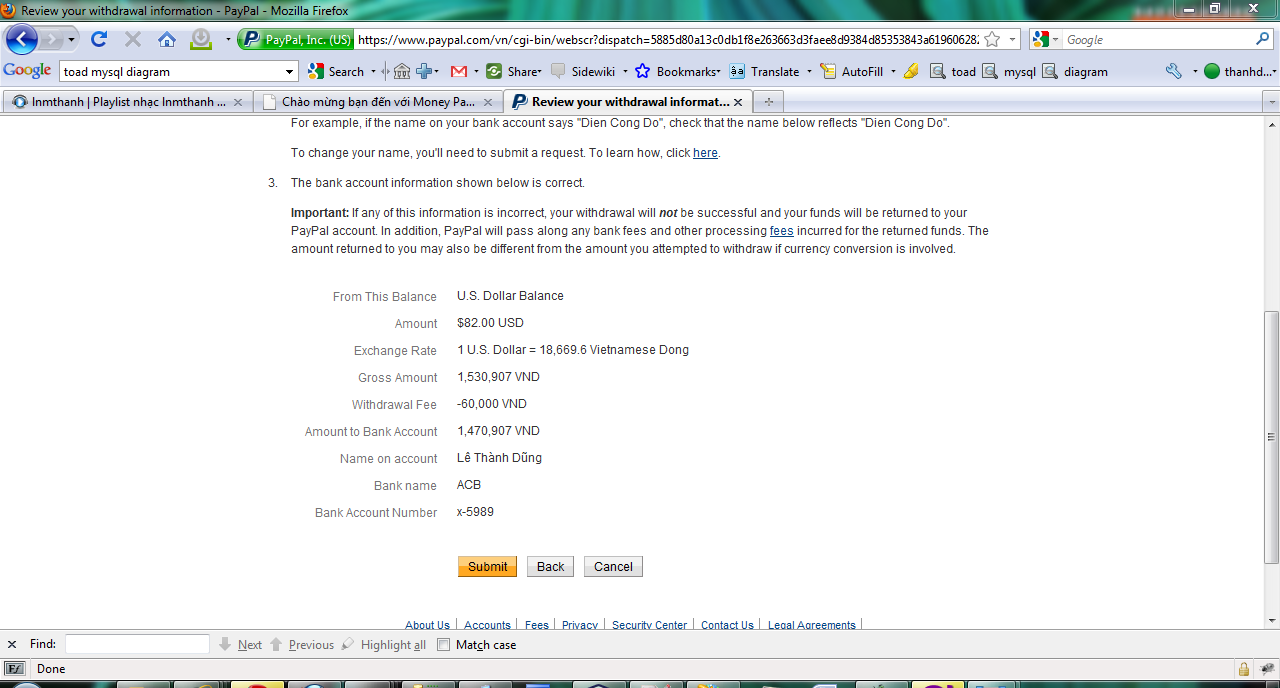 Review your withdrawal information - PayPal - Mozilla Firefox
PayPal, Inc. (US) https://www.paypal.com/vn/cgi-bin/webscr?dispatch=5885d80a13c0db1f8e263663d3faee8d9384d85353843a619606282 Google
Google toad mysql diagram Search Share Sidewiki Bookmarks Translate AutoFill toad mysql diagram thanhd...
lnmthanh | Playlist nhạc lnmthanh ... Chào mừng bạn đến với Money Pa... Review your withdrawal informat...
For example, if the name on your bank account says "Dien Cong Do", check that the name below reflects "Dien Cong Do".
To change your name, you'll need to submit a request. To learn how, click here.
3. The bank account information shown below is correct.
Important: If any of this information is incorrect, your withdrawal will not be successful and your funds will be returned to your
PayPal account. In addition, PayPal will pass along any bank fees and other processing fees incurred for the returned funds. The
amount returned to you may also be different from the amount you attempted to withdraw if currency conversion is involved.
From This Balance U.S. Dollar Balance
Amount $82.00 USD
Exchange Rate 1 U.S. Dollar = 18,669.6 Vietnamese Dong
Gross Amount 1,530,907 VND
Withdrawal Fee -60,000 VND
Amount to Bank Account 1,470,907 VND
Name on account Lê Thành Dũng
Bank name ACB
Bank Account Number x-5989
Submit Back Cancel
About Us Accounts Fees Privacy Security Center Contact Us Legal Agreements
Find: Next Previous Highlight all Match case
Done